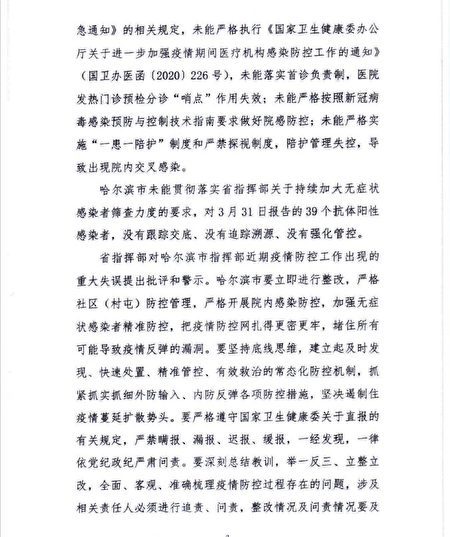 急通知》的相关规定，未能严格执行《国家卫生健康委办公
厅关于进一步加强疫情期间医疗机构感染防控工作的通知》
（国卫办医函〔2020〕226号），未能落实首诊负责制，医院
发热门诊预检分诊“哨点”作用失效；未能严格按照新冠病
毒感染预防与控制技术指南要求做好院感防控；未能严格实
施“一患一陪护”制度和严禁探视制度，陪护管理失控，导
致出现院内交叉感染。
哈尔滨市未能贯彻落实省指挥部关于持续加大无症状
感染者筛查力度的要求，对3月31日报告的39个抗体阳性
感染者，没有跟踪交底、没有追踪溯源、没有强化管控。
省指挥部对哈尔滨市指挥部近期疫情防控工作出现的
重大失误提出批评和警示。哈尔滨市要立即进行整改，严格
社区（村屯）防控管理，严格开展院内感染防控，加强无症
状感染者精准防控，把疫情防控网扎得更密更牢，堵住所有
可能导致疫情反弹的漏洞。要坚持底线思维，建立起及时发
现、快速处置、精准管控、有效救治的常态化防控机制，抓
紧抓实抓细外防输入、内防反弹各项防控措施，坚决遏制住
疫情蔓延扩散势头。要严格遵守国家卫生健康委关于直报的
有关规定，严禁瞒报、漏报、迟报、缓报，一经发现，一律
依党纪政纪严肃问责。要深刻总结教训，举一反三、立整立
改，全面、客观、准确梳理疫情防控过程存在的问题，涉及
相关责任人必须进行追责、问责，整改情况及问责情况要及